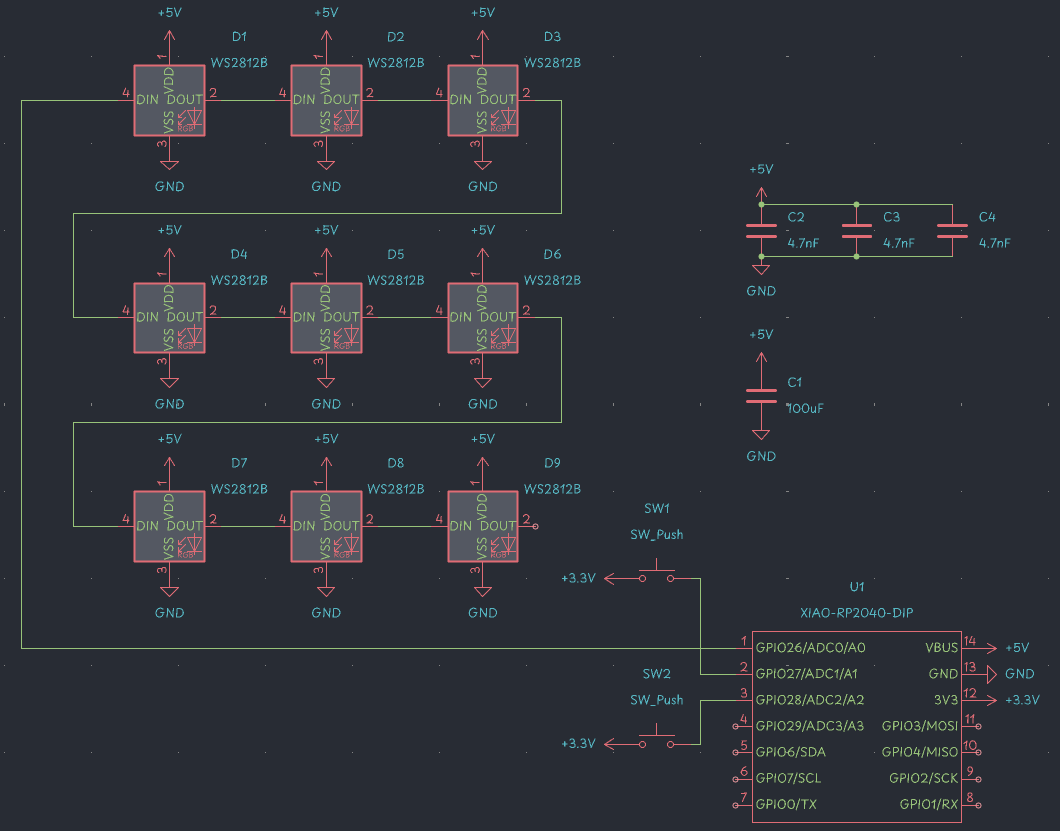 +5V +5V +5V
D1 D2 D3
WS2812B WS2812B WS2812B
1 1 1
4 DIN VDD DOUT 2 4 DIN VDD DOUT 2 4 DIN VDD DOUT 2
VSS RGB VSS RGB VSS RGB
3 3 3
GND GND GND
+5V +5V +5V
D4 D5 D6
WS2812B WS2812B WS2812B
1 1 1
4 DIN VDD DOUT 2 4 DIN VDD DOUT 2 4 DIN VDD DOUT 2
VSS RGB VSS RGB VSS RGB
3 3 3
GND GND GND
+5V +5V +5V
D7 D8 D9
WS2812B WS2812B WS2812B
1 1 1
4 DIN VDD DOUT 2 4 DIN VDD DOUT 2 4 DIN VDD DOUT 2
VSS RGB VSS RGB VSS RGB
3 3 3
GND GND GND
+5V
C2 C3 C4
4.7nF 4.7nF 4.7nF
GND
+5V
C1
100uF
GND
SW1
SW_Push
+3.3V
SW2
SW_Push
+3.3V
U1
XIAO-RP2040-DIP
1 GPIO26/ADC0/A0 VBUS 14 +5V
2 GPIO27/ADC1/A1 GND 13 GND
3 GPIO28/ADC2/A2 3V3 12 +3.3V
4 GPIO29/ADC3/A3 GPIO3/MOSI 11
5 GPIO6/SDA GPIO4/MISO 10
6 GPIO7/SCL GPIO2/SCK 9
7 GPIO0/TX GPIO1/RX 8